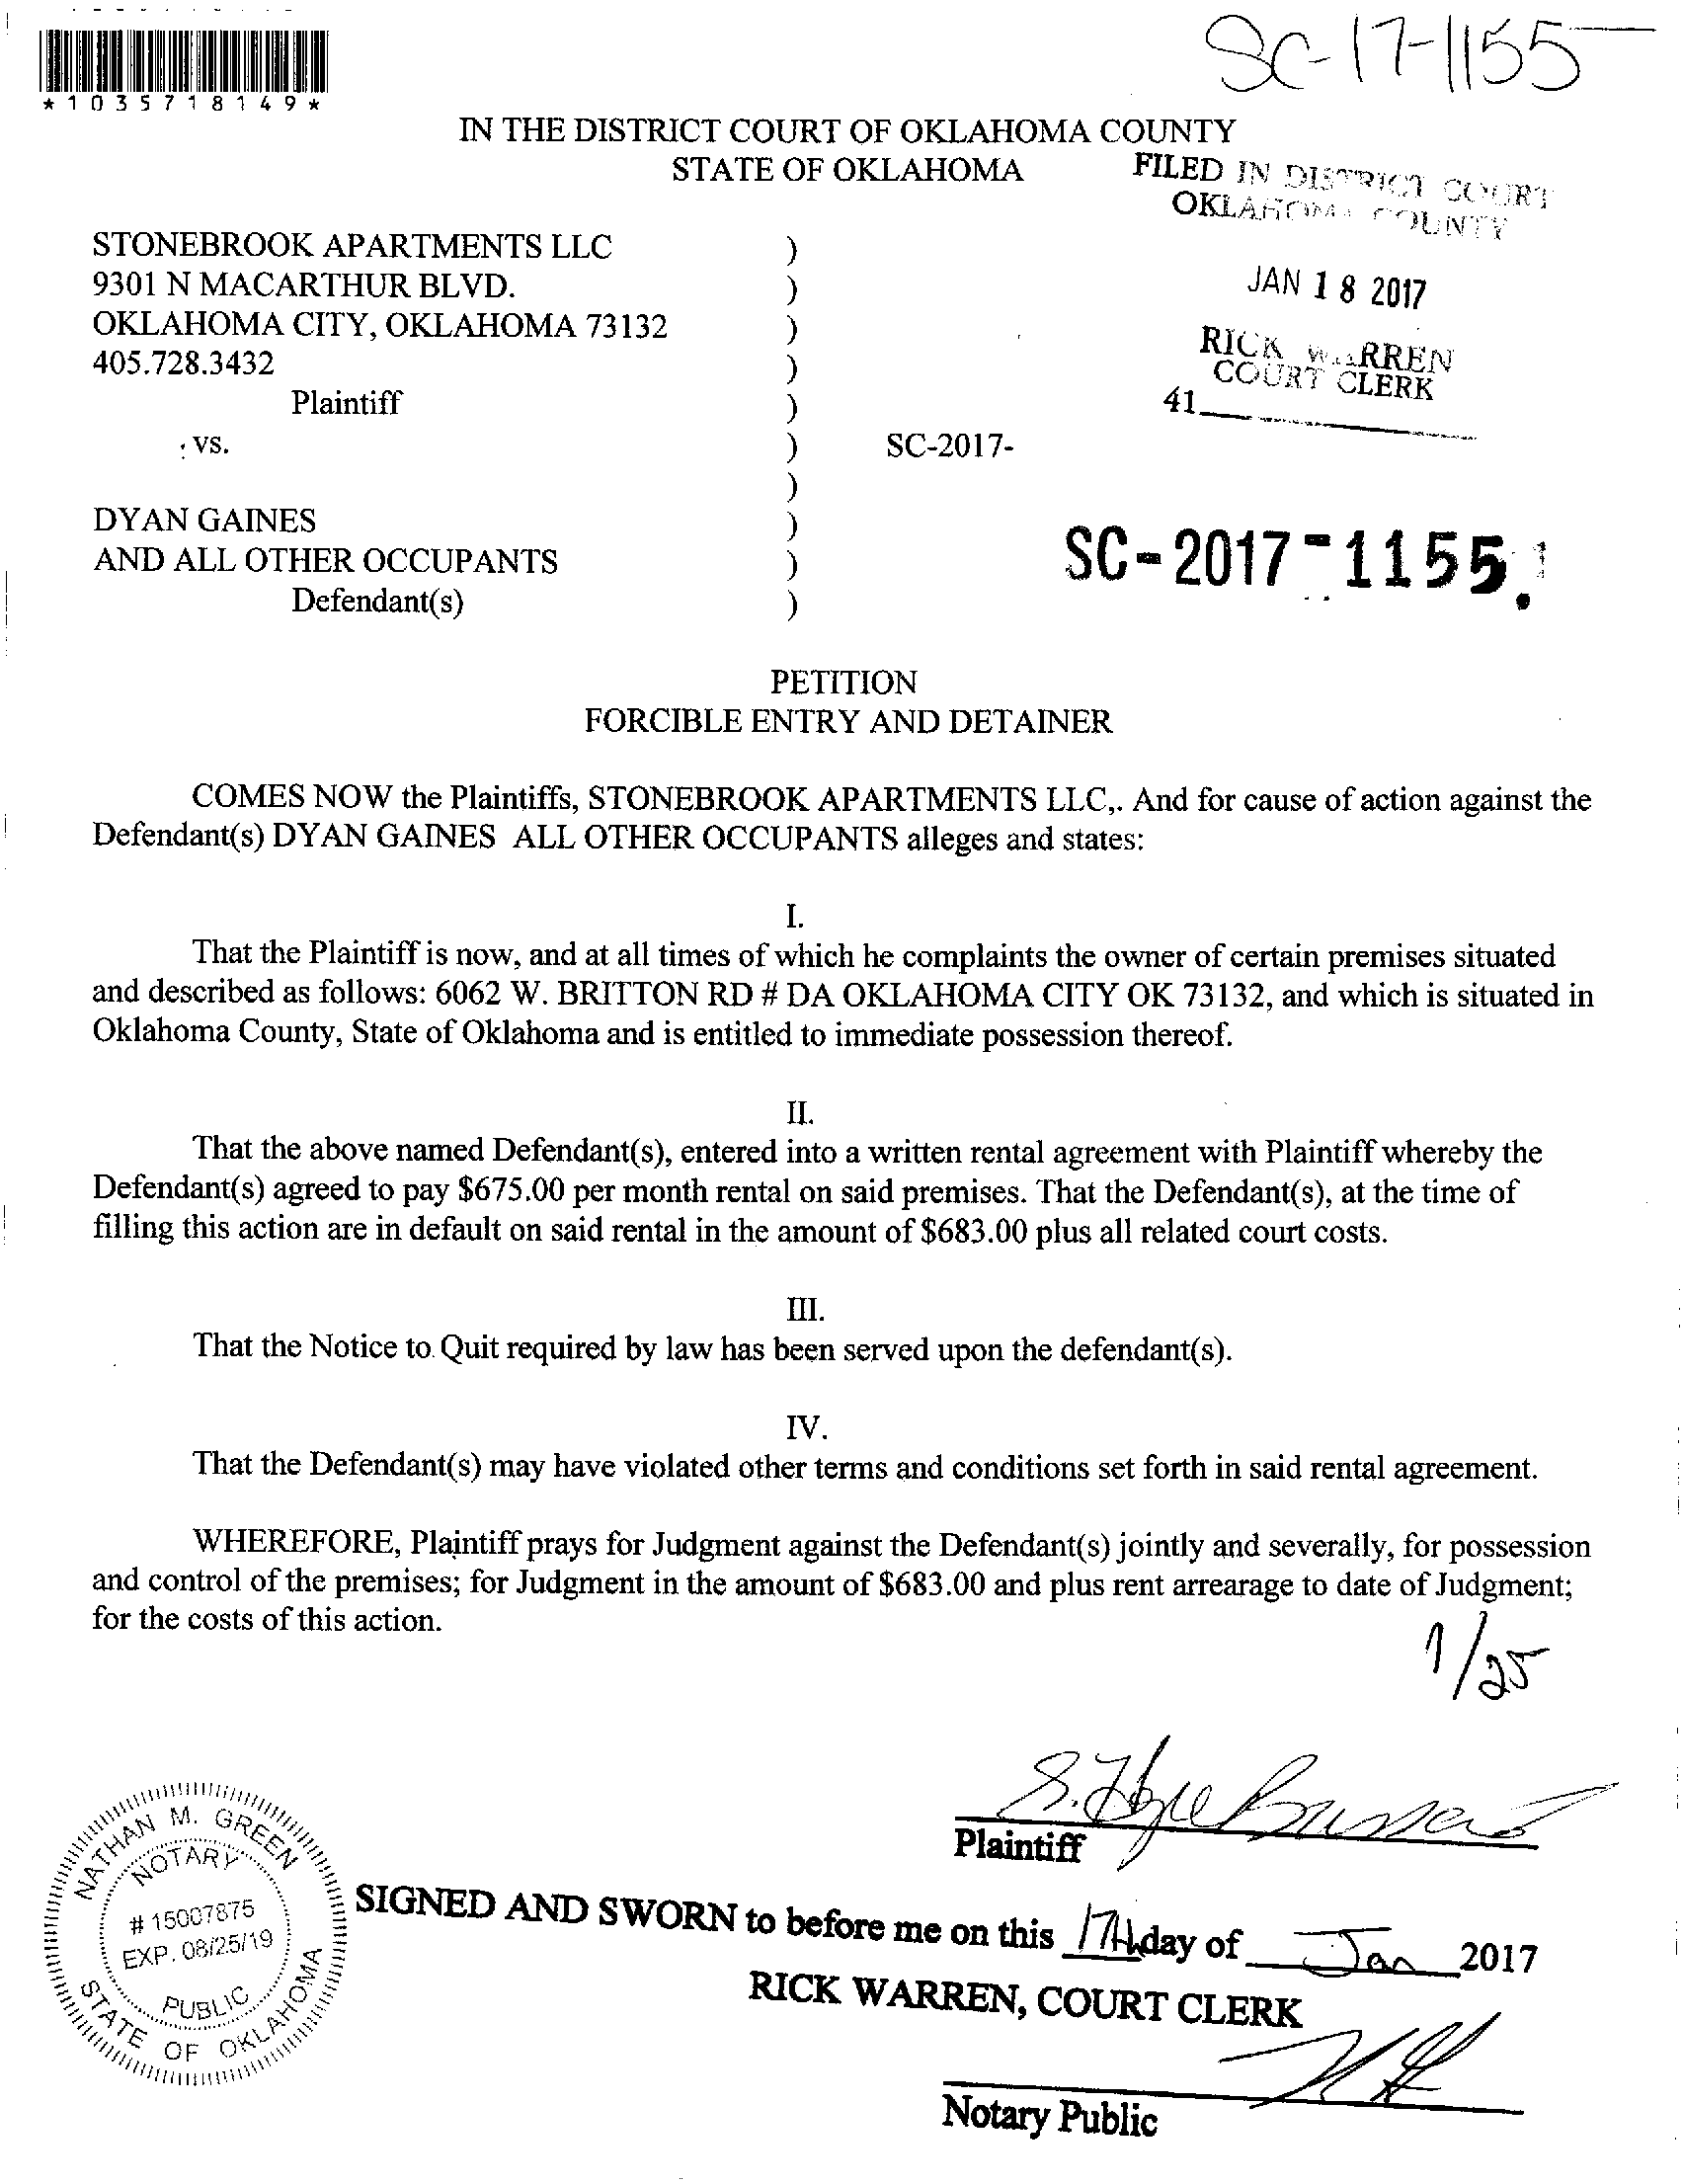 SC-17-1155
*1035718149*
IN THE DISTRICT COURT OF OKLAHOMA COUNTY
STATE OF OKLAHOMA
FILED IN DISTRICT COURT
OKLAHOMA COUNTY
JAN 18 2017
RICK WARREN
COURT CLERK
41
STONEBROOK APARTMENTS LLC )
9301 N MACARTHUR BLVD. )
OKLAHOMA CITY, OKLAHOMA 73132 )
405.728.3432 )
Plaintiff )
vs. ) SC-2017-
)
DYAN GAINES )
AND ALL OTHER OCCUPANTS )
Defendant(s) )
SC-2017-1155
PETITION
FORCIBLE ENTRY AND DETAINER
COMES NOW the Plaintiffs, STONEBROOK APARTMENTS LLC,. And for cause of action against the
Defendant(s) DYAN GAINES ALL OTHER OCCUPANTS alleges and states:
I.
That the Plaintiff is now, and at all times of which he complaints the owner of certain premises situated
and described as follows: 6062 W. BRITTON RD # DA OKLAHOMA CITY OK 73132, and which is situated in
Oklahoma County, State of Oklahoma and is entitled to immediate possession thereof.
II.
That the above named Defendant(s), entered into a written rental agreement with Plaintiff whereby the
Defendant(s) agreed to pay $675.00 per month rental on said premises. That the Defendant(s), at the time of
filling this action are in default on said rental in the amount of $683.00 plus all related court costs.
III.
That the Notice to Quit required by law has been served upon the defendant(s).
IV.
That the Defendant(s) may have violated other terms and conditions set forth in said rental agreement.
WHEREFORE, Plaintiff prays for Judgment against the Defendant(s) jointly and severally, for possession
and control of the premises; for Judgment in the amount of $683.00 and plus rent arrearage to date of Judgment;
for the costs of this action.
1/25
Plaintiff
SIGNED AND SWORN to before me on this 17th day of Jan 2017
RICK WARREN, COURT CLERK
Notary Public
NATHAN M. GREEN
NOTARY
# 15007875
EXP. 08/25/19
PUBLIC
STATE OF OKLAHOMA